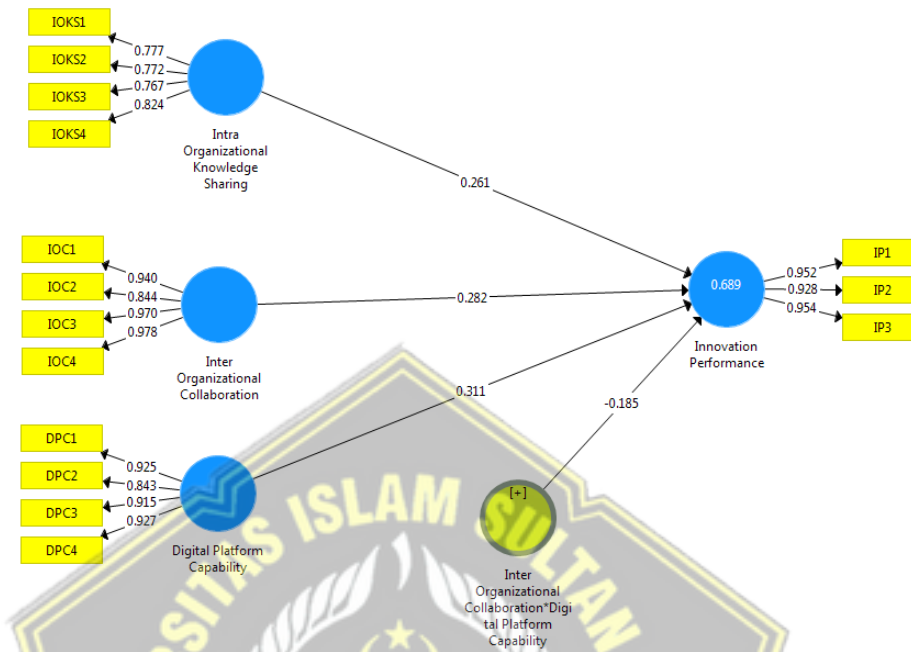 IOKS1
IOKS2
IOKS3
IOKS4
0.777
0.772
0.767
0.824
Intra
Organizational
Knowledge
Sharing
0.261
IOC1
IOC2
IOC3
IOC4
0.940
0.844
0.970
0.978
Inter
Organizational
Collaboration
0.282
0.689
Innovation
Performance
0.952
0.928
0.954
IP1
IP2
IP3
DPC1
DPC2
DPC3
DPC4
0.925
0.843
0.915
0.927
Digital Platform
Capability
0.311
-0.185
[+]
Inter
Organizational
Collaboration*Digi
tal Platform
Capability
SITAS ISLAM SULTAN